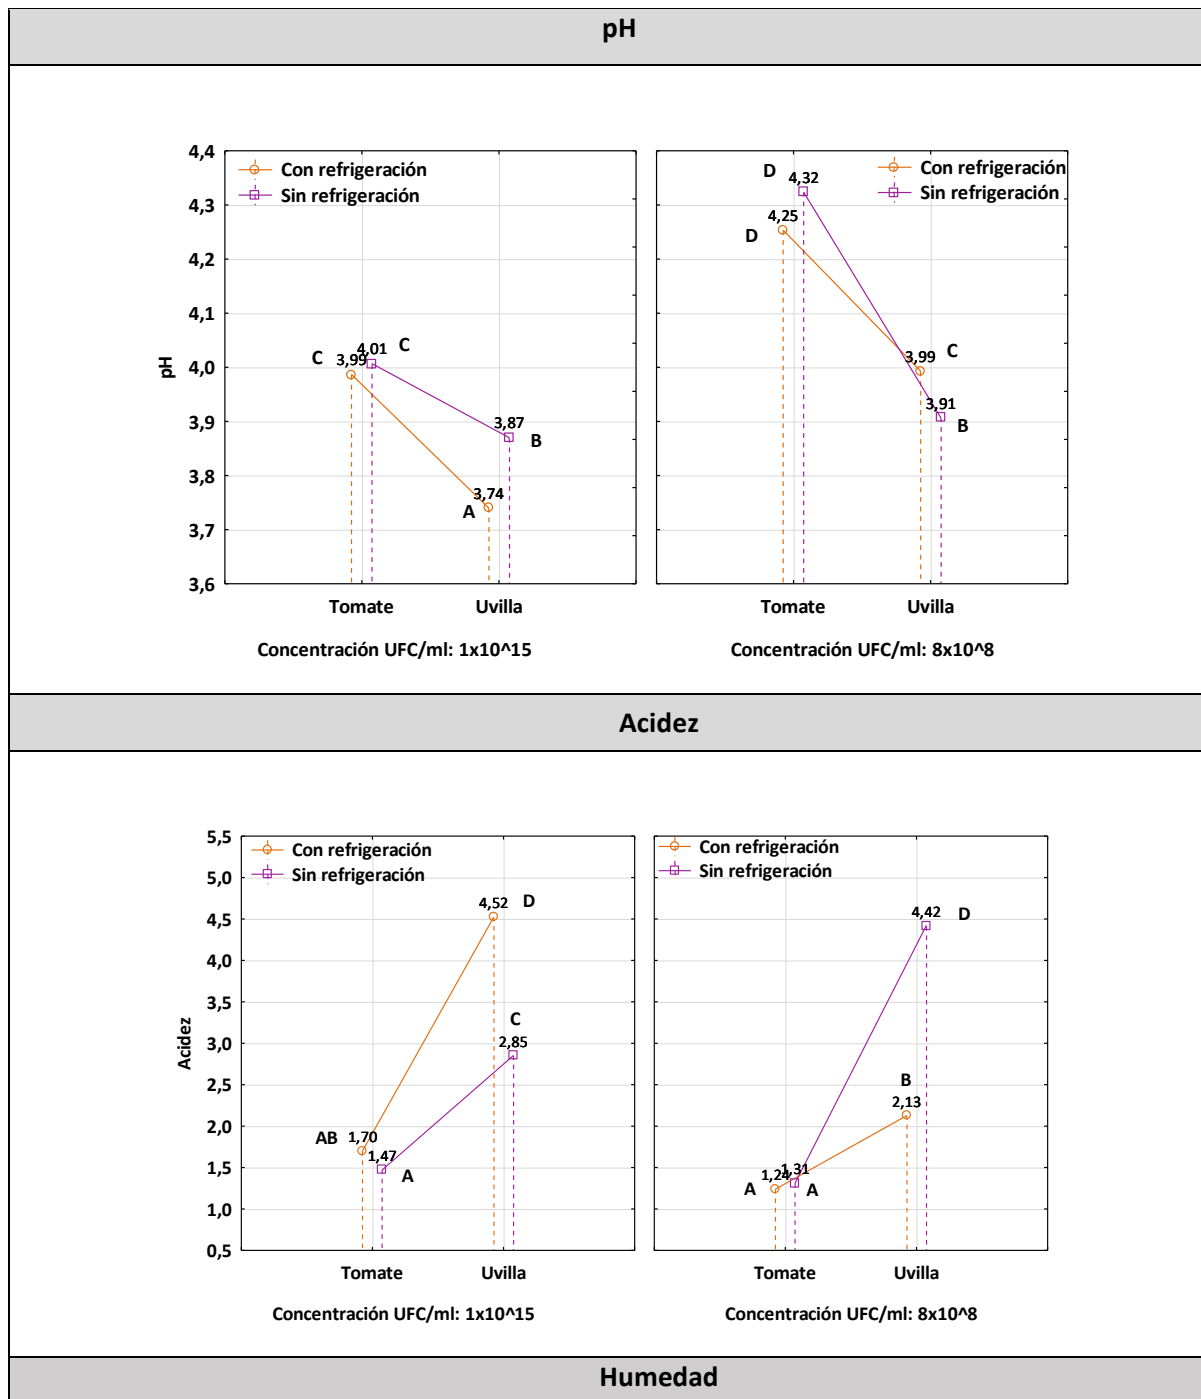 pH
4,4
4,3
4,2
4,1
4,0
3,9
3,8
3,7
3,6
pH
Con refrigeración
Sin refrigeración
C 3,99
4,01 C
3,74
A
3,87
B
Tomate Uvilla
Concentración UFC/ml: 1x10^15
Con refrigeración
Sin refrigeración
D 4,32
4,25
D
3,99 C
3,91
B
Tomate Uvilla
Concentración UFC/ml: 8x10^8
Acidez
5,5
5,0
4,5
4,0
3,5
3,0
2,5
2,0
1,5
1,0
0,5
Acidez
Con refrigeración
Sin refrigeración
4,52 D
C
2,85
AB 1,70
1,47
A
Tomate Uvilla
Concentración UFC/ml: 1x10^15
Con refrigeración
Sin refrigeración
4,42 D
B
2,13
1,24 1,31
A A
Tomate Uvilla
Concentración UFC/ml: 8x10^8
Humedad